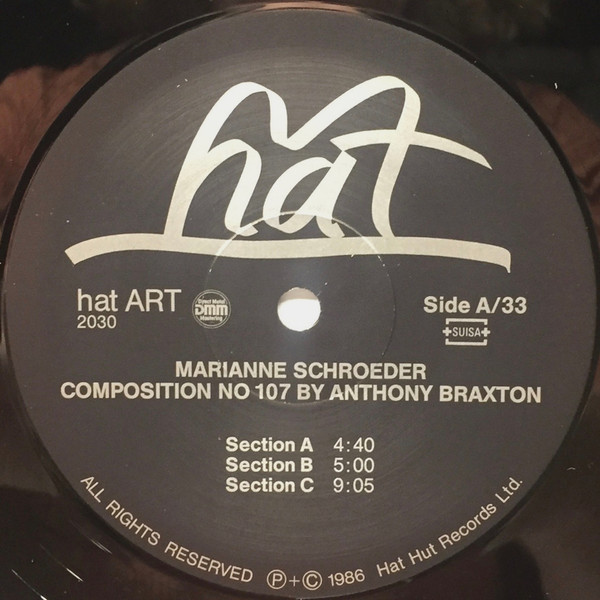 hat
hat ART
2030
Direct Metal
DMM
Mastering
Side A/33
SUISA
MARIANNE SCHROEDER
COMPOSITION NO 107 BY ANTHONY BRAXTON
Section A 4:40
Section B 5:00
Section C 9:05
ALL RIGHTS RESERVED Ⓟ+© 1986 Hat Hut Records Ltd.